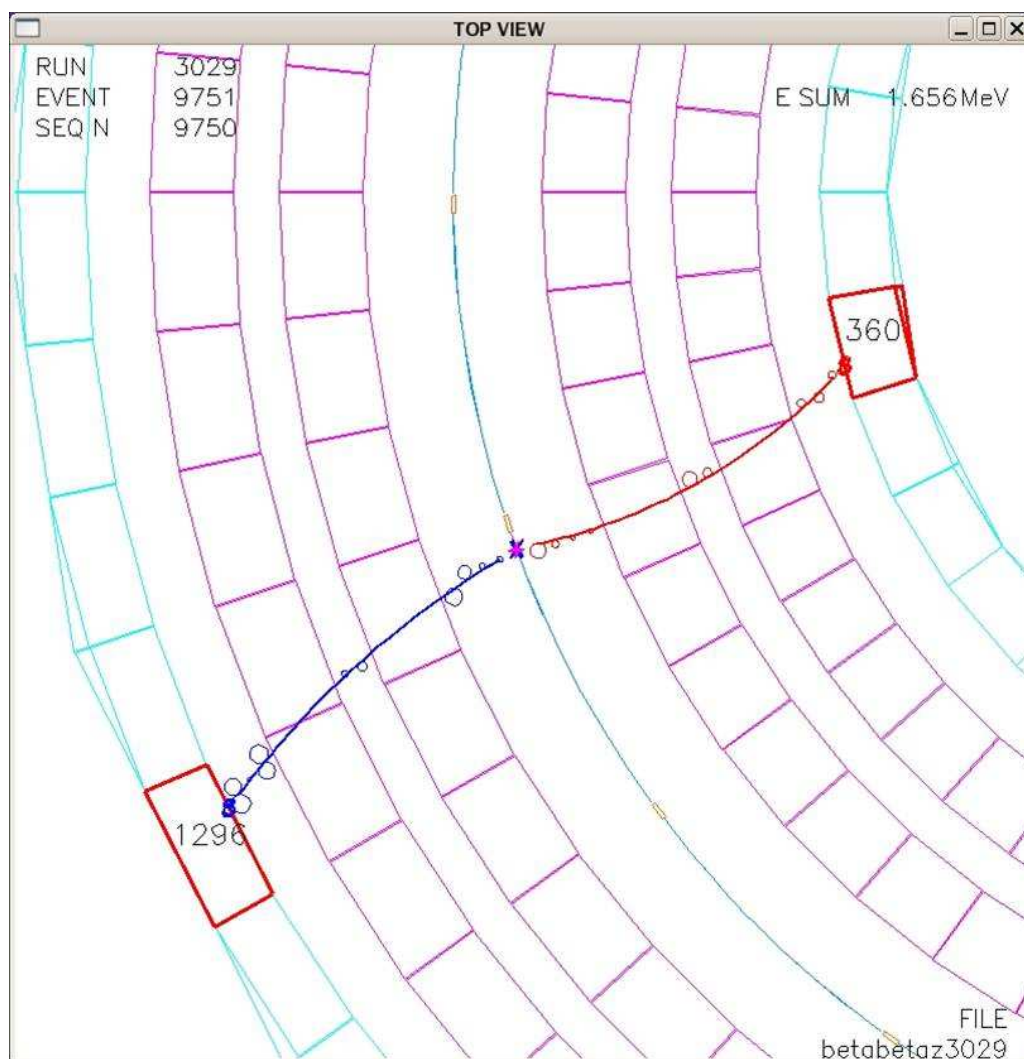 TOP VIEW
RUN 3029
EVENT 9751
SEQ N 9750
E SUM 1.656MeV
360
1296
FILE
betabetaz3029